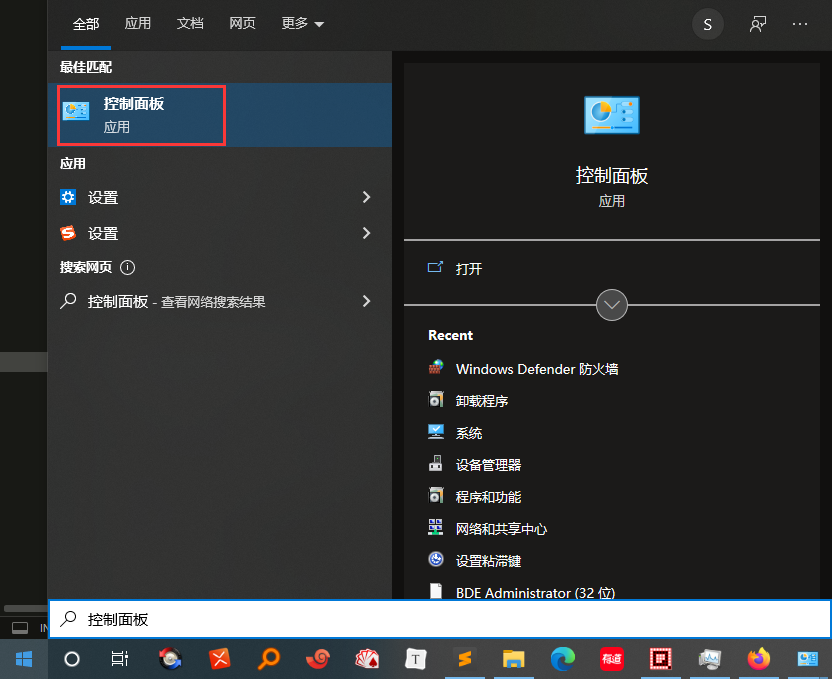 全部 应用 文档 网页 更多
S
最佳匹配
控制面板
应用
应用
设置
设置
搜索网页
控制面板 - 查看网络搜索结果
控制面板
应用
打开
Recent
Windows Defender 防火墙
卸载程序
系统
设备管理器
程序和功能
网络和共享中心
设置粘滞键
BDE Administrator (32 位)
控制面板
T
有道